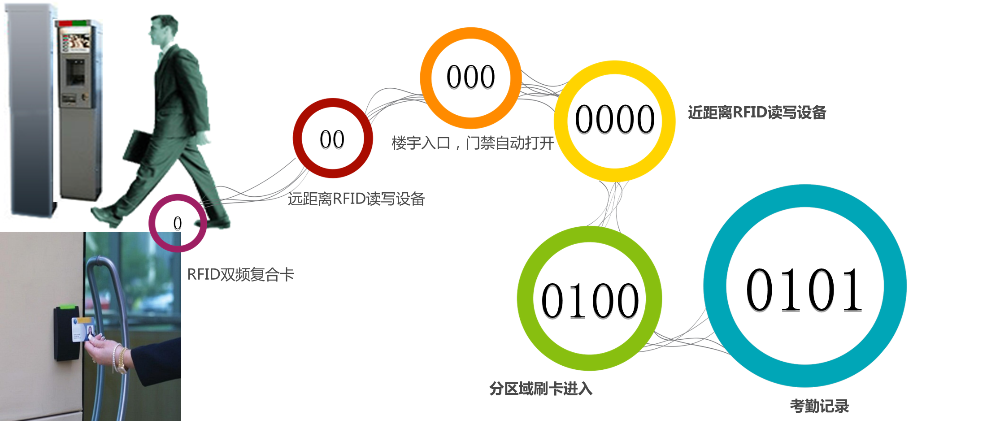 0
RFID双频复合卡
00
远距离RFID读写设备
000
楼宇入口，门禁自动打开
0000
近距离RFID读写设备
0100
分区域刷卡进入
0101
考勤记录